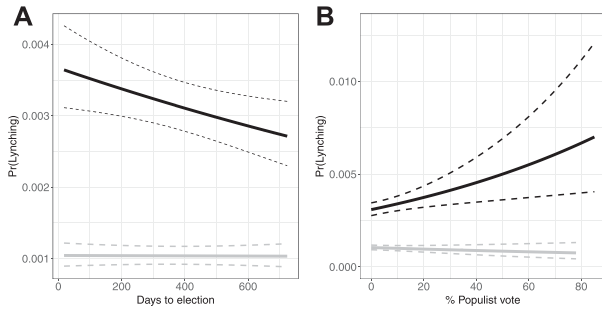 A
Pr(Lynching)
0.004
0.003
0.002
0.001
0 200 400 600
Days to election
B
Pr(Lynching)
0.010
0.005
0.000
0 20 40 60 80
% Populist vote